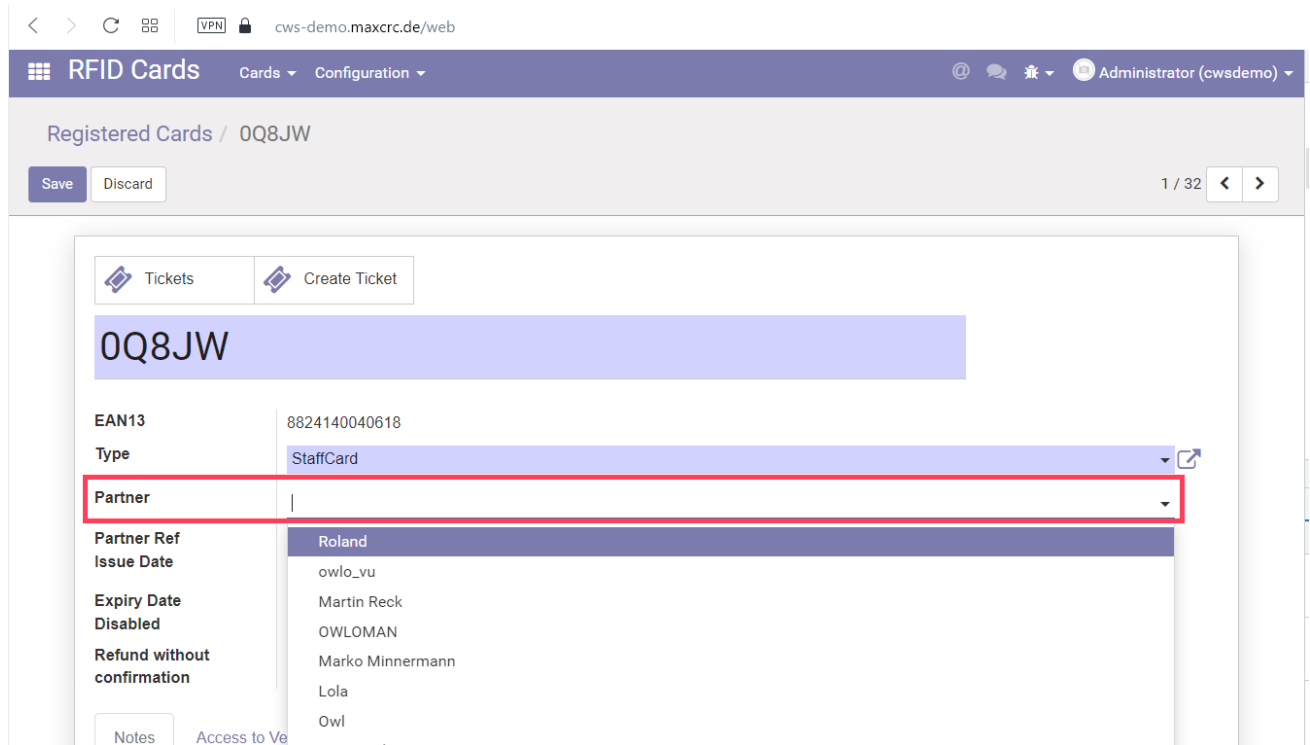 VPN cws-demo.maxcrc.de/web
RFID Cards Cards Configuration @ Administrator (cwsdemo)
Registered Cards / 0Q8JW
Save Discard 1 / 32
Tickets Create Ticket
0Q8JW
EAN13 8824140040618
Type StaffCard
Partner
Partner Ref
Roland
Issue Date
owlo_vu
Expiry Date
Martin Reck
Disabled
OWLOMAN
Refund without
confirmation
Marko Minnermann
Lola
Owl
Notes Access to Ve